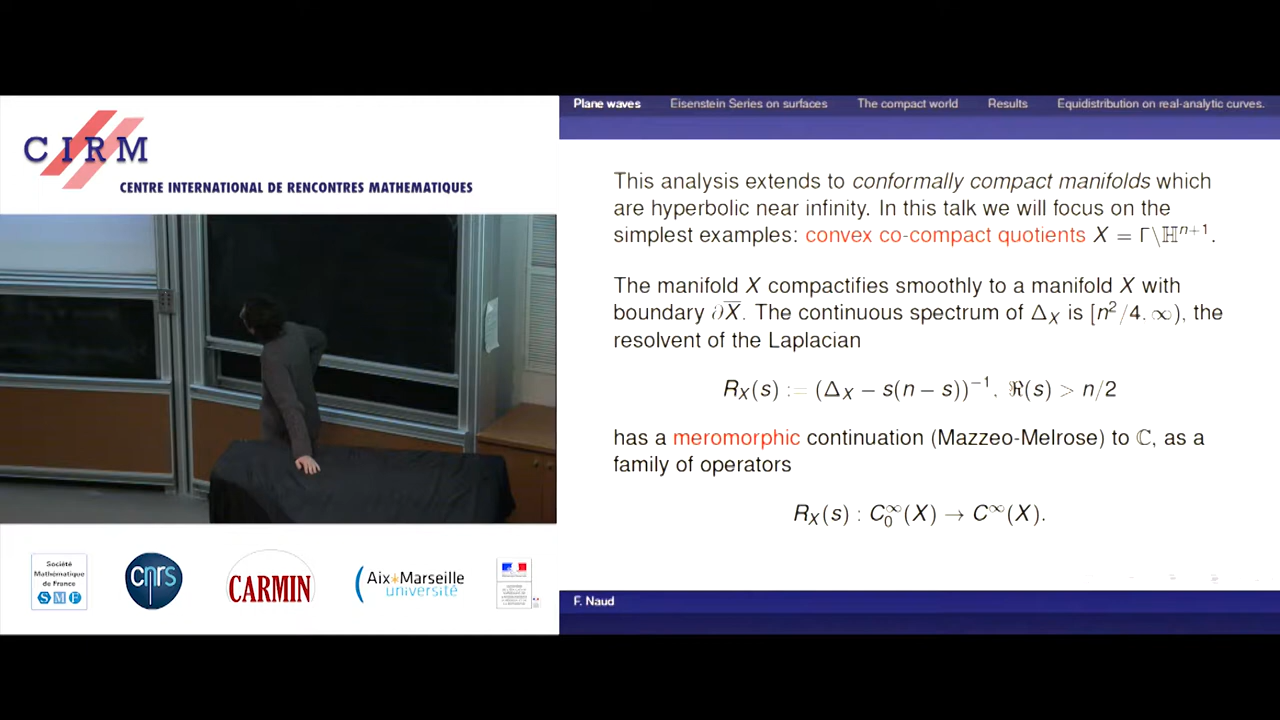 CIRM
CENTRE INTERNATIONAL DE RENCONTRES MATHEMATIQUES
Société
Mathématique
de France
SMF
cnrs
CARMIN
Aix*Marseille
université
Plane waves Eisenstein Series on surfaces The compact world Results Equidistribution on real-analytic curves.
This analysis extends to conformally compact manifolds which
are hyperbolic near infinity. In this talk we will focus on the
simplest examples: convex co-compact quotients X = Γ\ℍⁿ⁺¹.
The manifold X compactifies smoothly to a manifold X with
boundary ∂X̅. The continuous spectrum of Δ_X is [n²/4, ∞), the
resolvent of the Laplacian
R_X(s) := (Δ_X − s(n − s))⁻¹, ℜ(s) > n/2
has a meromorphic continuation (Mazzeo-Melrose) to ℂ, as a
family of operators
R_X(s) : C₀^∞(X) → C^∞(X).
F. Naud